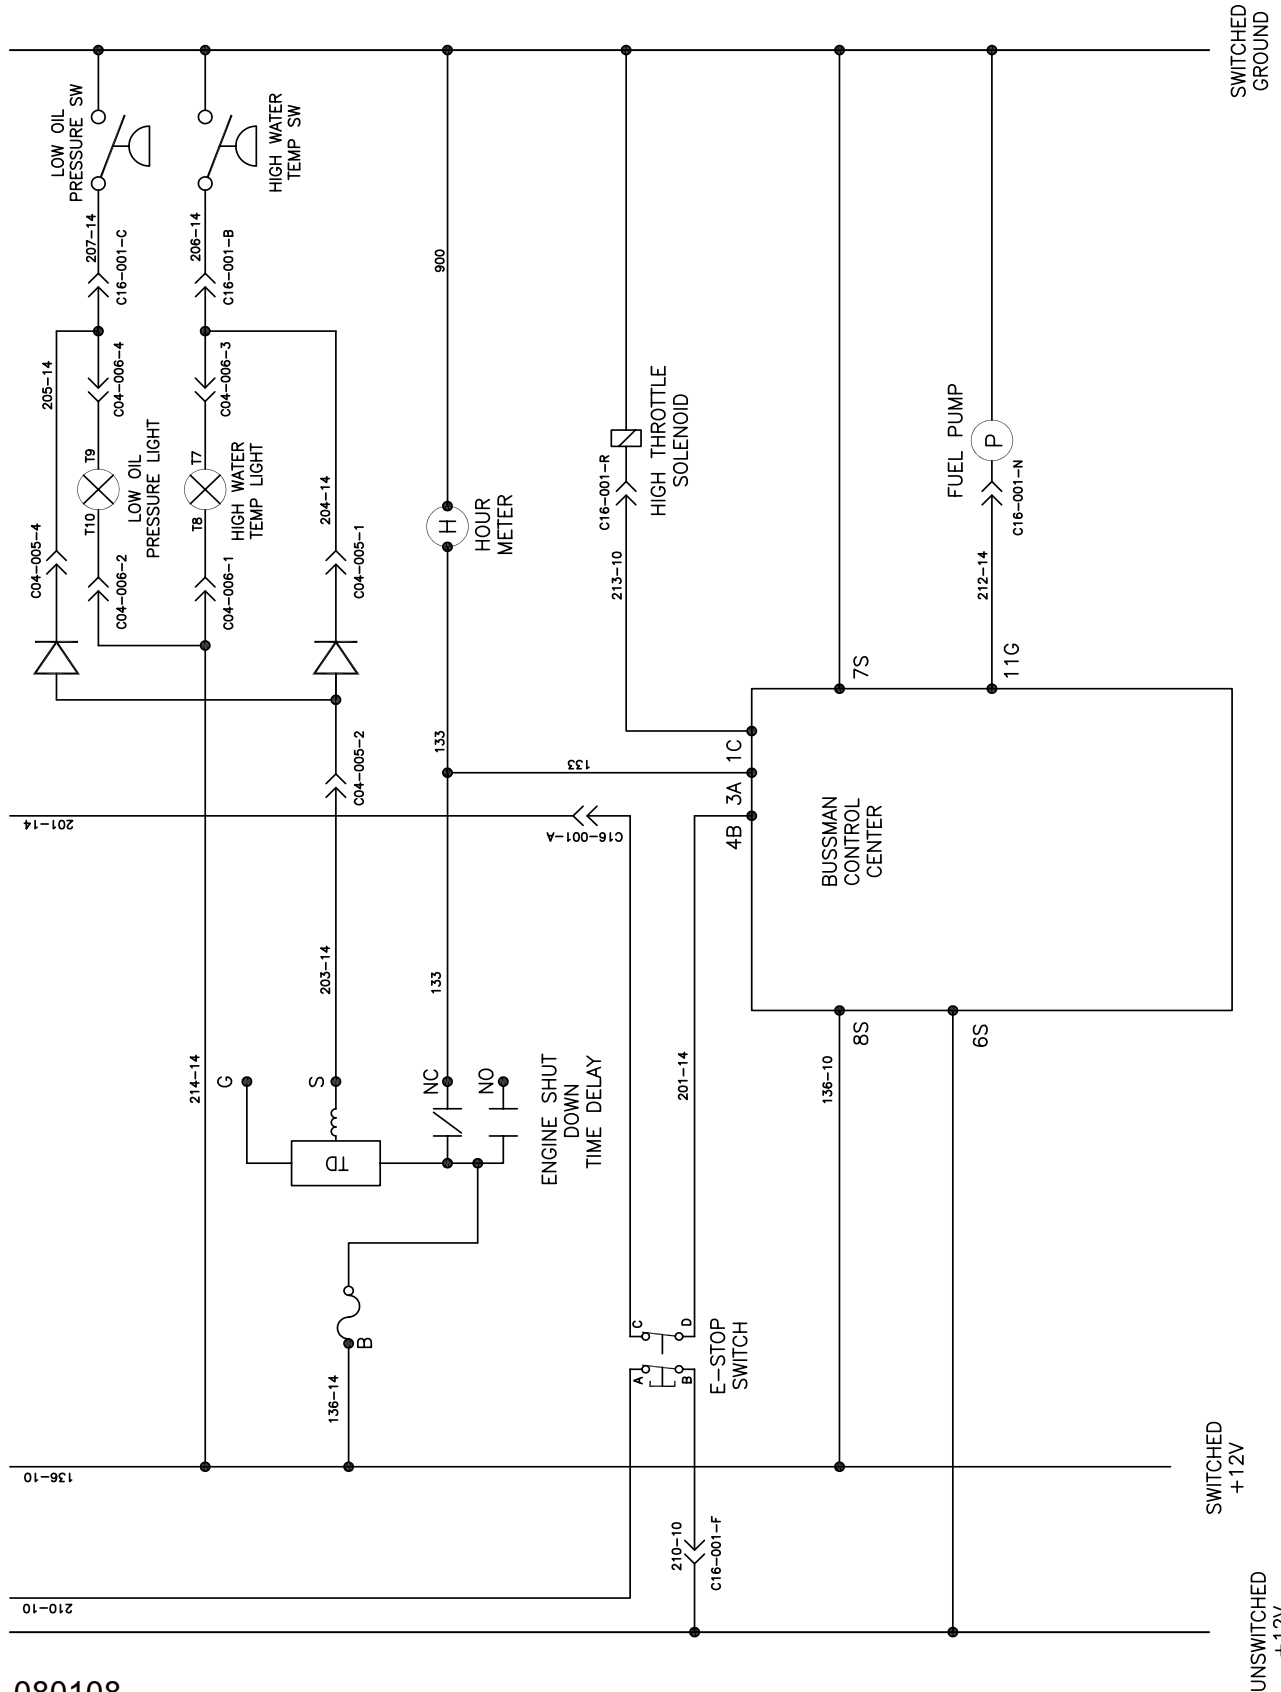 SWITCHED
GROUND
LOW OIL
PRESSURE SW
HIGH WATER
TEMP SW
207-14
C16-001-C
206-14
C16-001-B
900
205-14
C04-006-4
C04-006-3
T9
T10
LOW OIL
PRESSURE LIGHT
T7
T8
HIGH WATER
TEMP LIGHT
204-14
C04-005-4
C04-006-2
C04-006-1
C04-005-1
H
HOUR
METER
C16-001-R
213-10
HIGH THROTTLE
SOLENOID
FUEL PUMP
P
C16-001-N
212-14
7S
11G
1C
3A
4B
133
133
C04-005-2
201-14
C16-001-A
BUSSMAN
CONTROL
CENTER
203-14
133
214-14
G
S
NC
NO
TD
ENGINE SHUT
DOWN
TIME DELAY
201-14
136-10
8S
6S
B
136-14
C
D
A
B
E-STOP
SWITCH
136-10
SWITCHED
+12V
210-10
C16-001-F
210-10
UNSWITCHED
+12V
080108